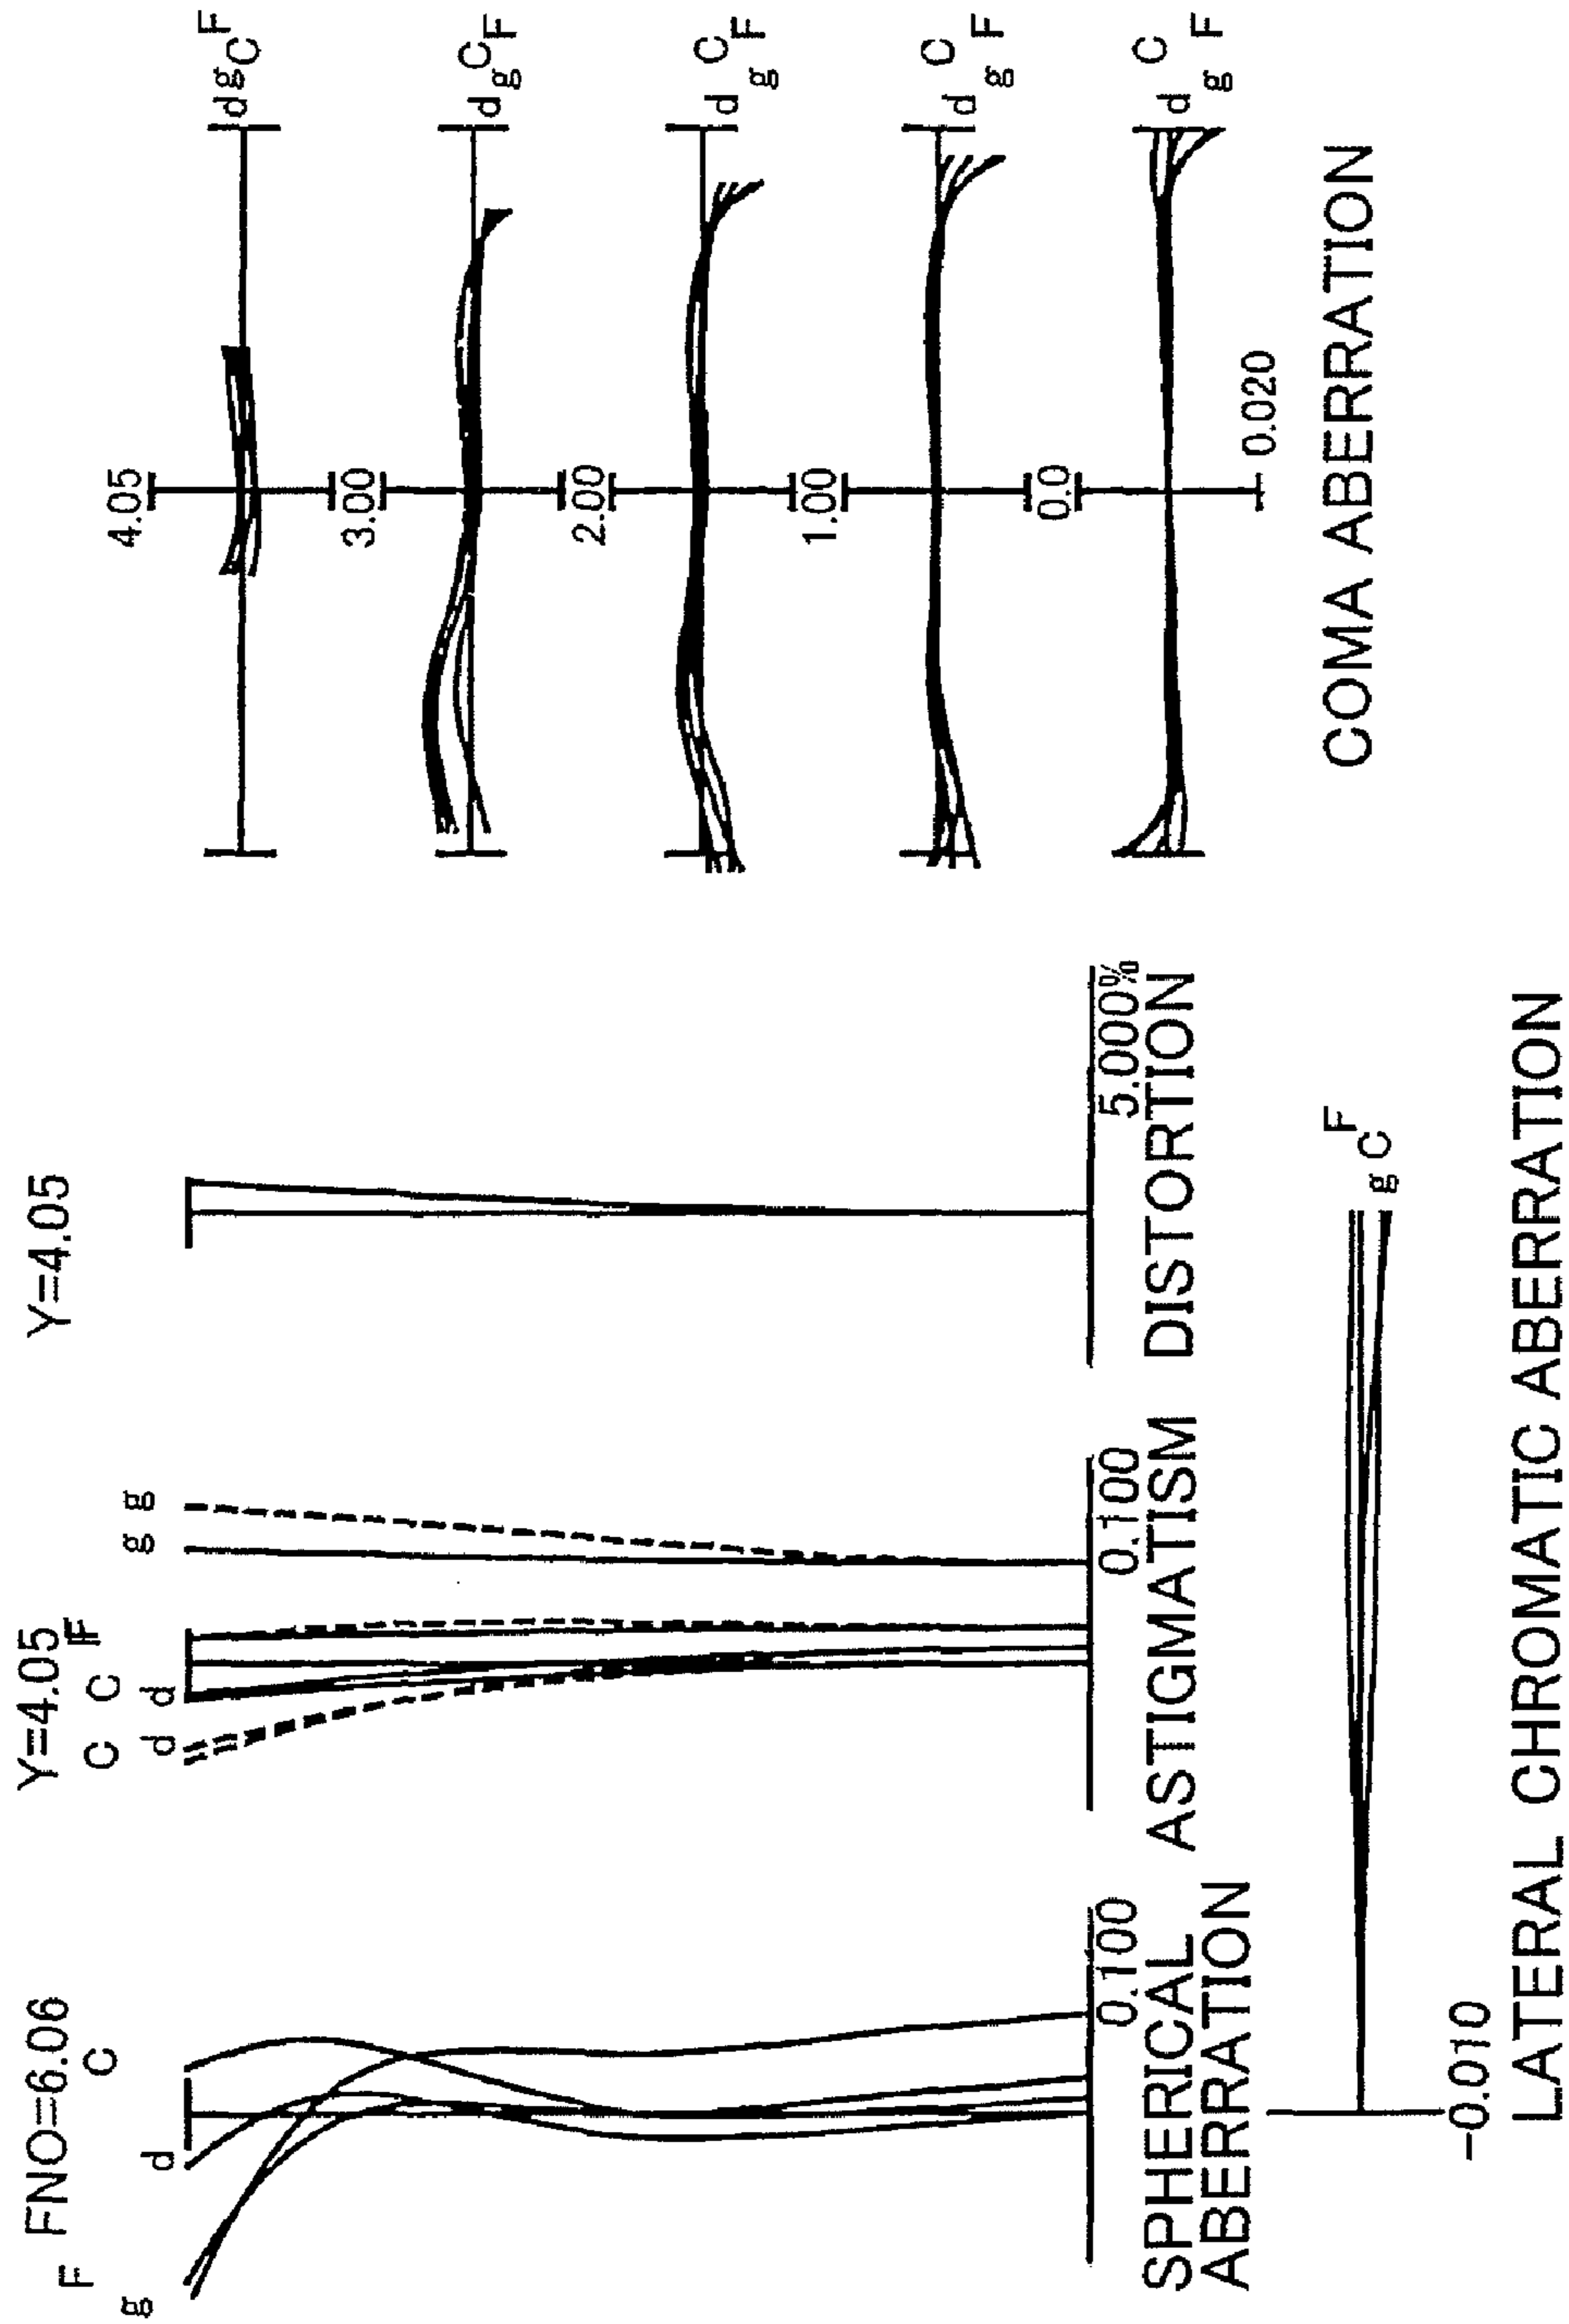 FNO=6.06
F
g
d
C
0.100
SPHERICAL
ABERRATION
Y=4.05
C
d
C
d
F
F
g
g
0.100
ASTIGMATISM
Y=4.05
5.000%
DISTORTION
4.05
d g C F
3.00
d g C F
2.00
d g C F
1.00
d g C F
0.0
d g C F
0.020
COMA ABERRATION
F
g C
-0.010
LATERAL CHROMATIC ABERRATION